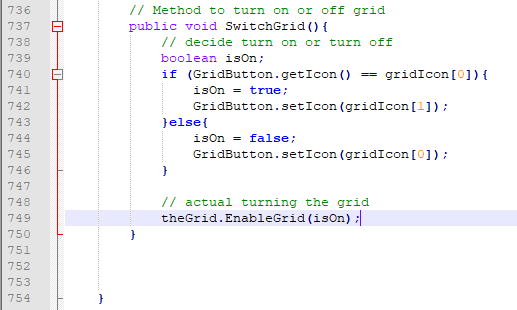 736 // Method to turn on or off grid
737 public void SwitchGrid(){
738 // decide turn on or turn off
739 boolean isOn;
740 if (GridButton.getIcon() == gridIcon[0]){
741 isOn = true;
742 GridButton.setIcon(gridIcon[1]);
743 }else{
744 isOn = false;
745 GridButton.setIcon(gridIcon[0]);
746 }
747
748 // actual turning the grid
749 theGrid.EnableGrid(isOn);
750 }
751
752
753
754 }